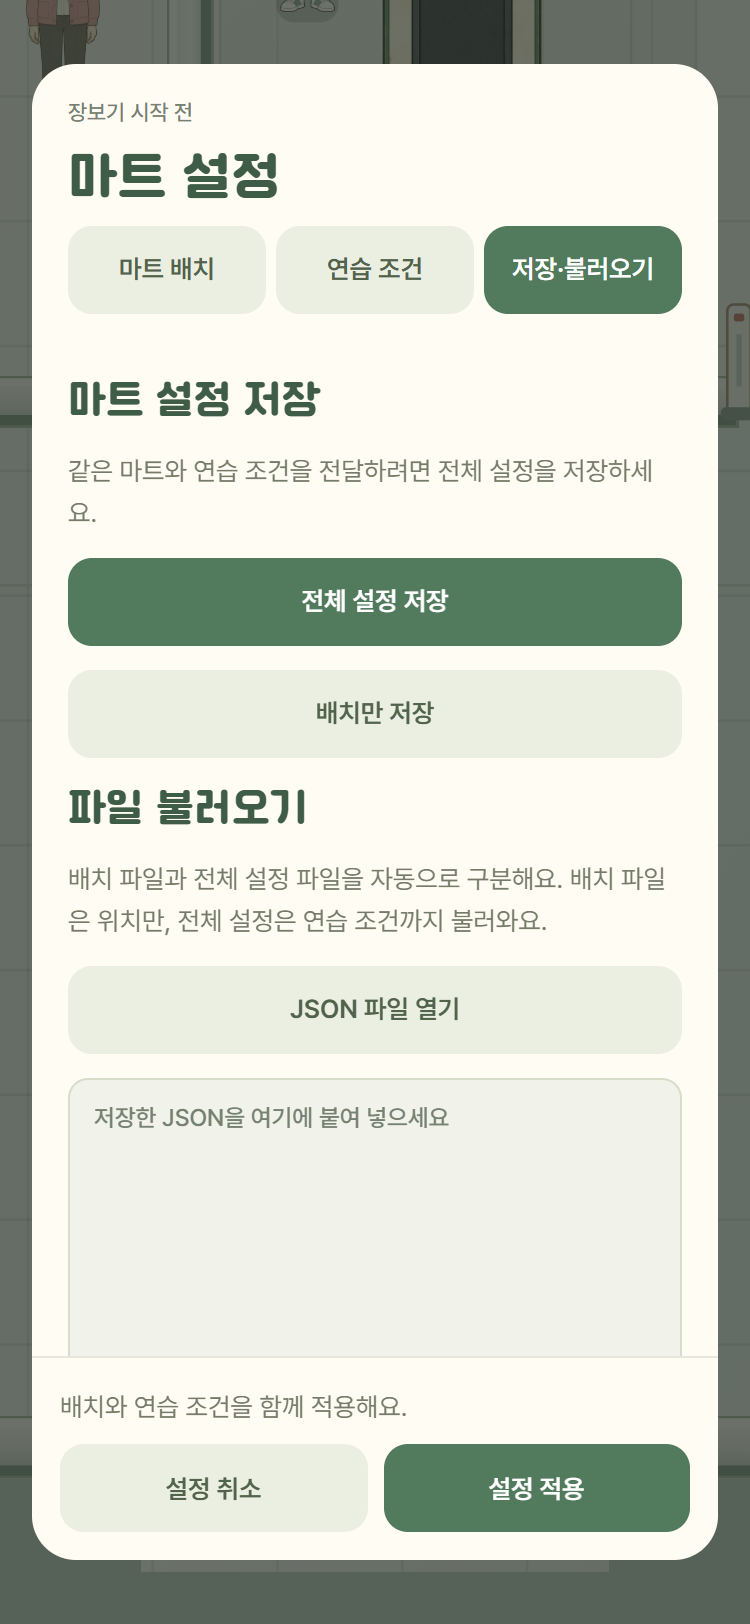 장보기 시작 전
마트 설정
마트 배치
연습 조건
저장·불러오기
마트 설정 저장
같은 마트와 연습 조건을 전달하려면 전체 설정을 저장하세
요.
전체 설정 저장
배치만 저장
파일 불러오기
배치 파일과 전체 설정 파일을 자동으로 구분해요. 배치 파일
은 위치만, 전체 설정은 연습 조건까지 불러와요.
JSON 파일 열기
저장한 JSON을 여기에 붙여 넣으세요
배치와 연습 조건을 함께 적용해요.
설정 취소
설정 적용